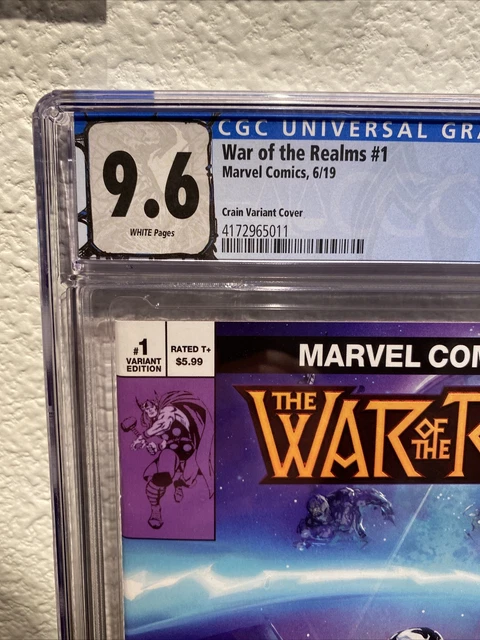 CGC UNIVERSAL GRA
9.6
WHITE Pages
War of the Realms #1
Marvel Comics, 6/19
Crain Variant Cover
4172965011
#1
VARIANT
EDITION
RATED T+
$5.99
MARVEL COM
THE
WAR OF THE R